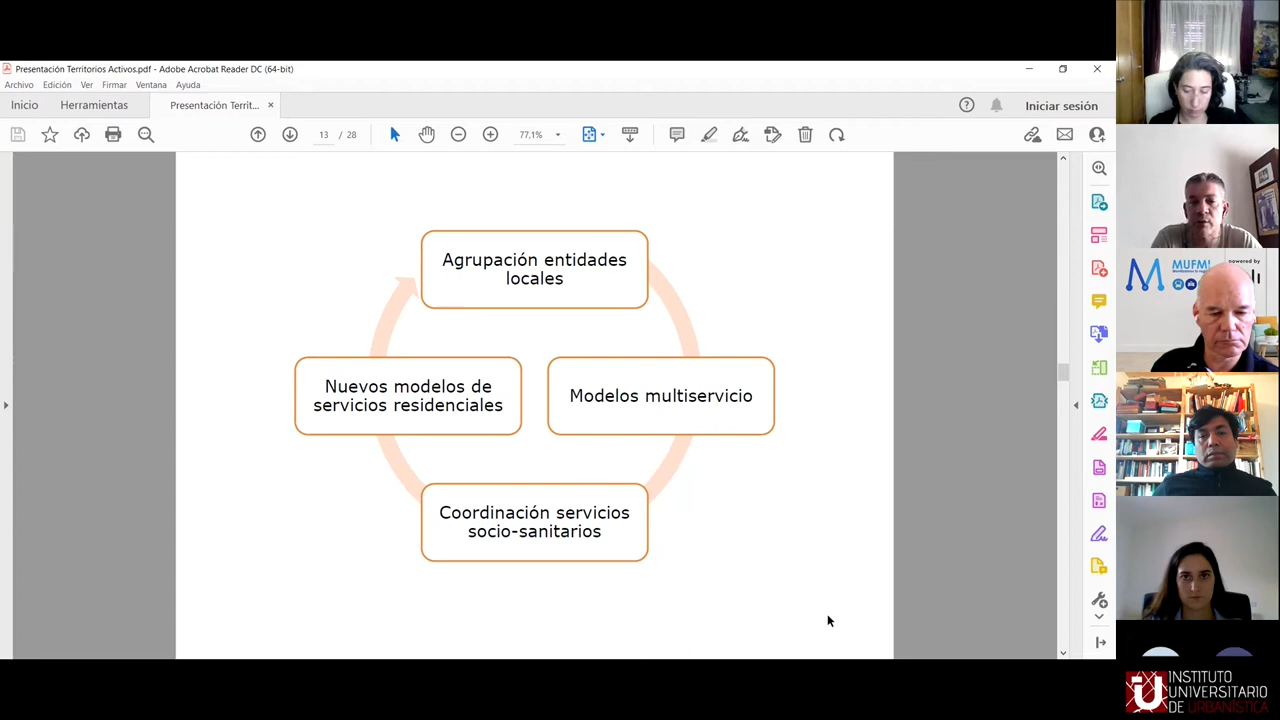 Presentación Territorios Activos.pdf - Adobe Acrobat Reader DC (64-bit)
Archivo Edición Ver Firmar Ventana Ayuda
Inicio Herramientas Presentación Territ... × Iniciar sesión
13 / 28 77,1%
Agrupación entidades
locales
Nuevos modelos de
servicios residenciales
Modelos multiservicio
Coordinación servicios
socio-sanitarios
MUFMI
powered by
INSTITUTO
UNIVERSITARIO
DE URBANÍSTICA